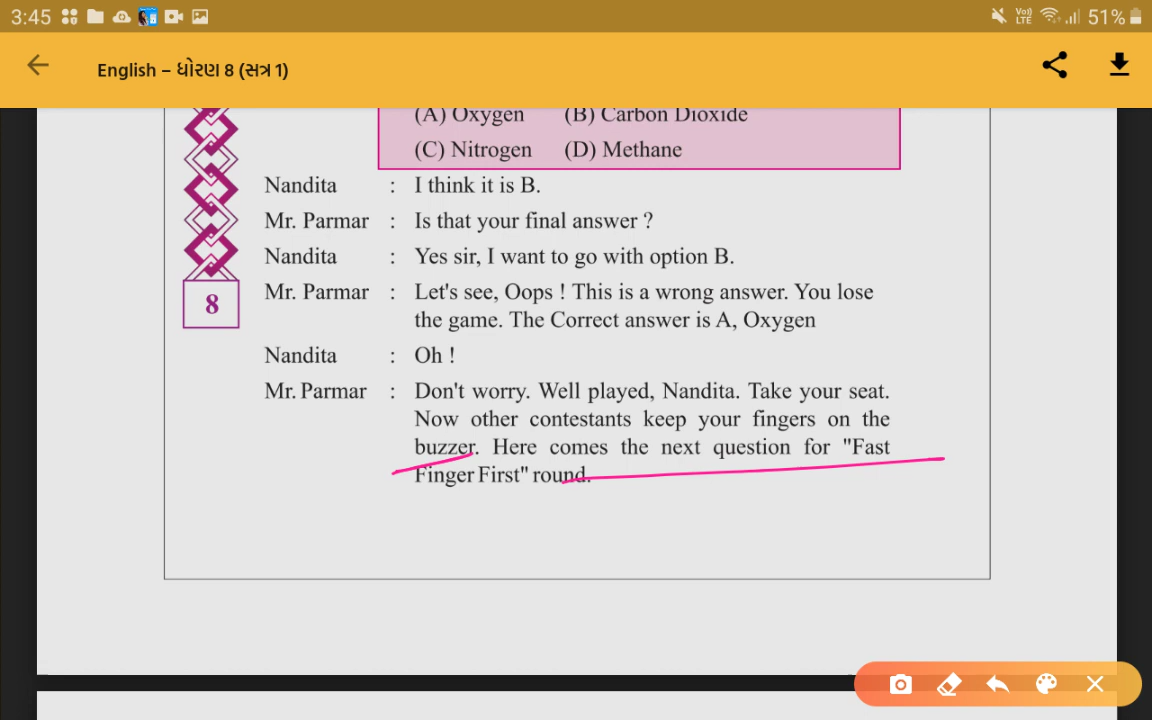 3:45
Vo)) LTE 51%
English – ધોરણ 8 (સત્ર 1)
(A) Oxygen (B) Carbon Dioxide
(C) Nitrogen (D) Methane
Nandita : I think it is B.
Mr. Parmar : Is that your final answer ?
Nandita : Yes sir, I want to go with option B.
Mr. Parmar : Let's see, Oops ! This is a wrong answer. You lose
the game. The Correct answer is A, Oxygen
8
Nandita : Oh !
Mr. Parmar : Don't worry. Well played, Nandita. Take your seat.
Now other contestants keep your fingers on the
buzzer. Here comes the next question for "Fast
Finger First" round.